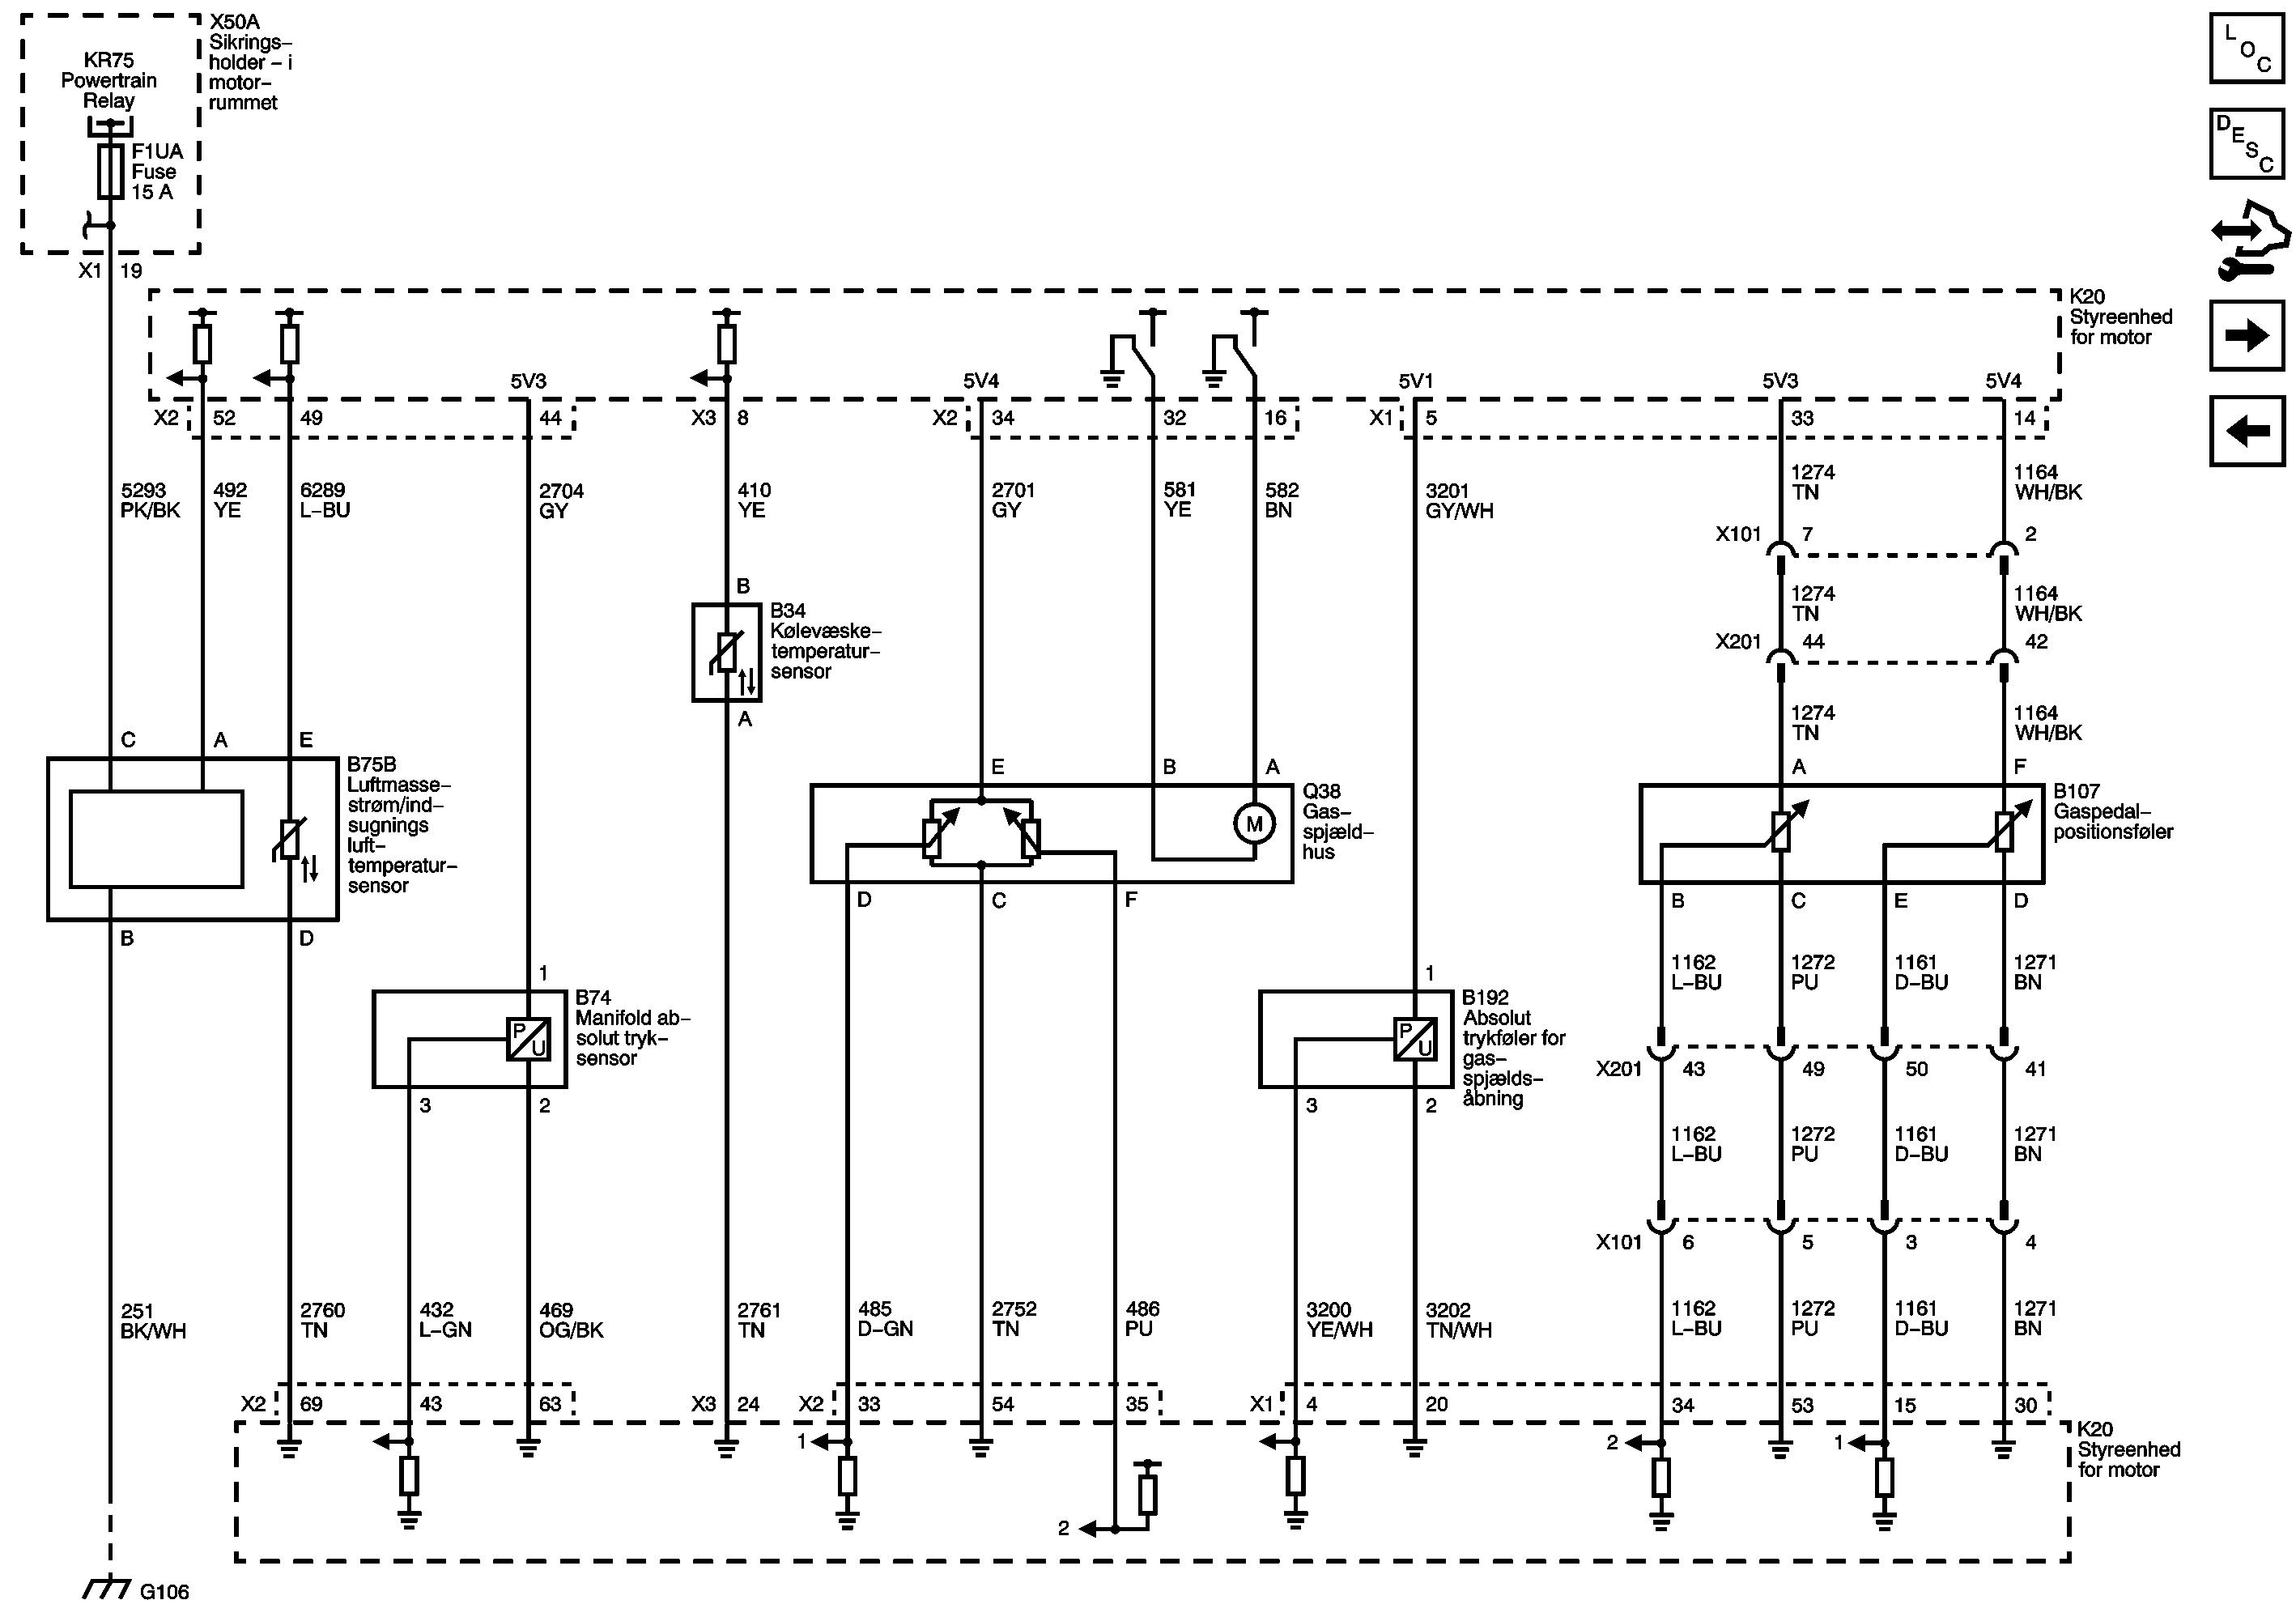 X50A
Sikrings–
holder – i
motor–
rummet
KR75
Powertrain
Relay
F1UA
Fuse
15 A
X1 19
L O C
D E S C
K20
Styreenhed
for motor
5V3 5V4 5V1 5V3 5V4
X2 52 49 44 X3 8 X2 34 32 16 X1 5 33 14
5293 492 6289 2704 410 2701 581 582 3201 1274 1164
PK/BK YE L–BU GY YE GY YE BN GY/WH TN WH/BK
X101 7 2
1274 1164
TN WH/BK
X201 44 42
1274 1164
TN WH/BK
B
B34
Kølevæske–
temperatur–
sensor
A
C A E
B75B
Luftmasse–
strøm/ind–
sugnings
luft–
temperatur–
sensor
B D
E B A
Q38
Gas–
spjæld–
hus
M
D C F
A F
B107
Gaspedal–
positionsføler
B C E D
1162 1272 1161 1271
L–BU PU D–BU BN
1
B74
Manifold ab–
solut tryk–
sensor
P
U
3 2
1
B192
Absolut
trykføler for
gas–
spjælds–
åbning
P
U
3 2
X201 43 49 50 41
1162 1272 1161 1271
L–BU PU D–BU BN
X101 6 5 3 4
251 2760 432 469 2761 485 2752 486 3200 3202 1162 1272 1161 1271
BK/WH TN L–GN OG/BK TN D–GN TN PU YE/WH TN/WH L–BU PU D–BU BN
X2 69 43 63 X3 24 X2 33 54 35 X1 4 20 34 53 15 30
1 2 1
2
K20
Styreenhed
for motor
G106